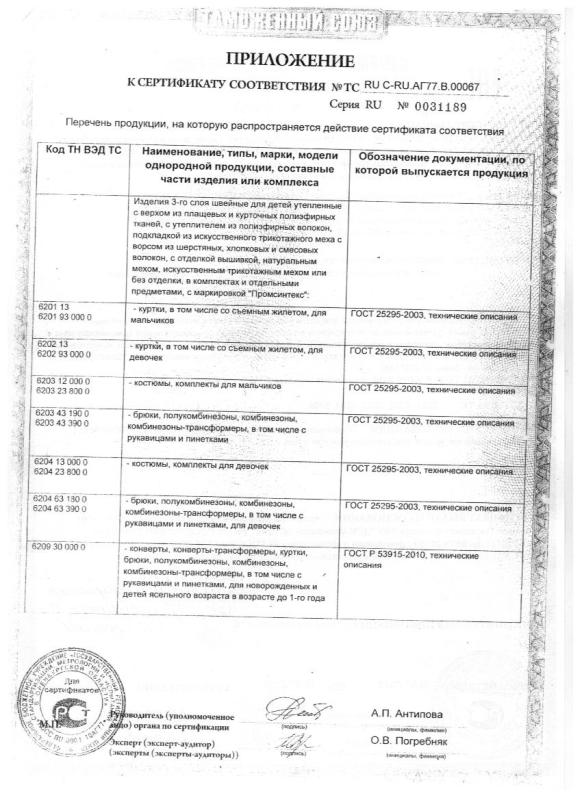 ТАМОЖЕННЫЙ СОЮЗ
ПРИЛОЖЕНИЕ
К СЕРТИФИКАТУ СООТВЕТСТВИЯ № ТС RU C-RU.АГ77.В.00067
Серия RU № 0031189
Перечень продукции, на которую распространяется действие сертификата соответствия
Код ТН ВЭД ТС
Наименование, типы, марки, модели
однородной продукции, составные
части изделия или комплекса
Обозначение документации, по
которой выпускается продукция
Изделия 3-го слоя швейные для детей утепленные
с верхом из плащевых и курточных полиэфирных
тканей, с утеплителем из полиэфирных волокон,
подкладкой из искусственного трикотажного меха с
ворсом из шерстяных, хлопковых и смесовых
волокон, с отделкой вышивкой, натуральным
мехом, искусственным трикотажным мехом или
без отделки, в комплектах и отдельными
предметами, с маркировкой "Промсинтекс":
6201 13
6201 93 000 0
- куртки, в том числе со съемным жилетом, для
мальчиков
ГОСТ 25295-2003, технические описания
6202 13
6202 93 000 0
- куртки, в том числе со съемным жилетом, для
девочек
ГОСТ 25295-2003, технические описания
6203 12 000 0
6203 23 800 0
- костюмы, комплекты для мальчиков
ГОСТ 25295-2003, технические описания
6203 43 190 0
6203 43 390 0
- брюки, полукомбинезоны, комбинезоны,
комбинезоны-трансформеры, в том числе с
рукавицами и пинетками
ГОСТ 25295-2003, технические описания
6204 13 000 0
6204 23 800 0
- костюмы, комплекты для девочек
ГОСТ 25295-2003, технические описания
6204 63 180 0
6204 63 390 0
- брюки, полукомбинезоны, комбинезоны,
комбинезоны-трансформеры, в том числе с
рукавицами и пинетками, для девочек
ГОСТ 25295-2003, технические описания
6209 30 000 0
- конверты, конверты-трансформеры, куртки,
брюки, полукомбинезоны, комбинезоны,
комбинезоны-трансформеры, в том числе с
рукавицами и пинетками, для новорожденных и
детей ясельного возраста в возрасте до 1-го года
ГОСТ Р 53915-2010, технические
описания
Для
сертификатов
М.П.
Руководитель (уполномоченное
лицо) органа по сертификации
(подпись)
А.П. Антипова
(инициалы, фамилия)
Эксперт (эксперт-аудитор)
(эксперты (эксперты-аудиторы))
(подпись)
О.В. Погребняк
(инициалы, фамилия)